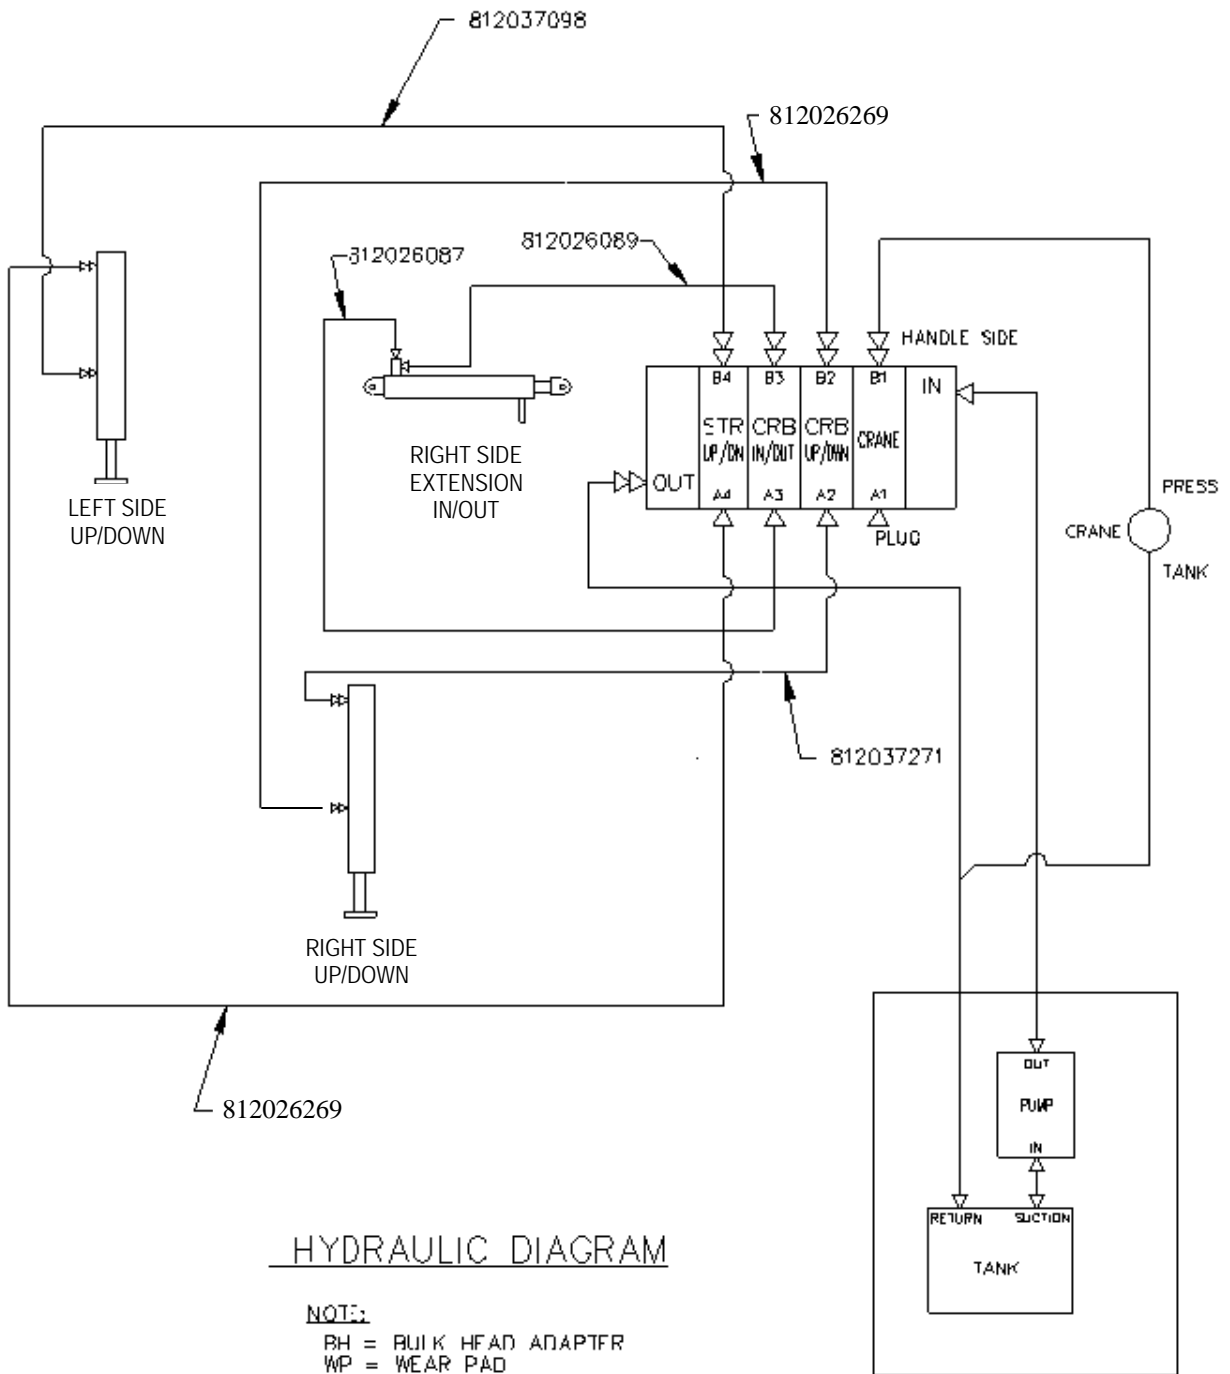 812037098
812026269
812026089
812026087
HANDLE SIDE
B4 B3 B2 B1 IN
STR UP/DN
CRB IN/OUT
CRB UP/DWN
CRANE
OUT
A4 A3 A2 A1
PLUG
LEFT SIDE
UP/DOWN
RIGHT SIDE
EXTENSION
IN/OUT
PRESS
CRANE
TANK
812037271
RIGHT SIDE
UP/DOWN
812026269
OUT
PUMP
IN
RETURN SUCTION
TANK
HYDRAULIC DIAGRAM
NOTE:
BH = BULK HEAD ADAPTER
WP = WEAR PAD